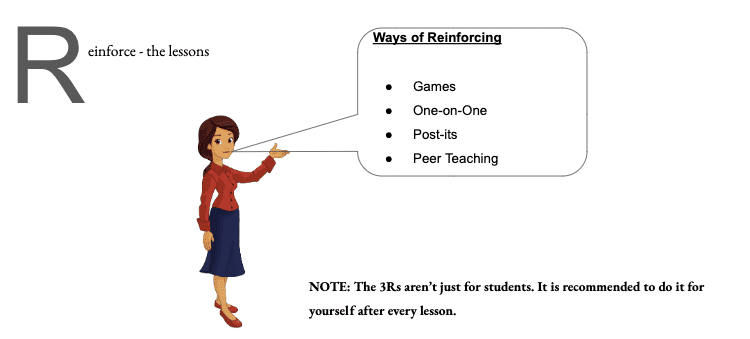 Reinforce - the lessons
Ways of Reinforcing
● Games
● One-on-One
● Post-its
● Peer Teaching
NOTE: The 3Rs aren’t just for students. It is recommended to do it for
yourself after every lesson.